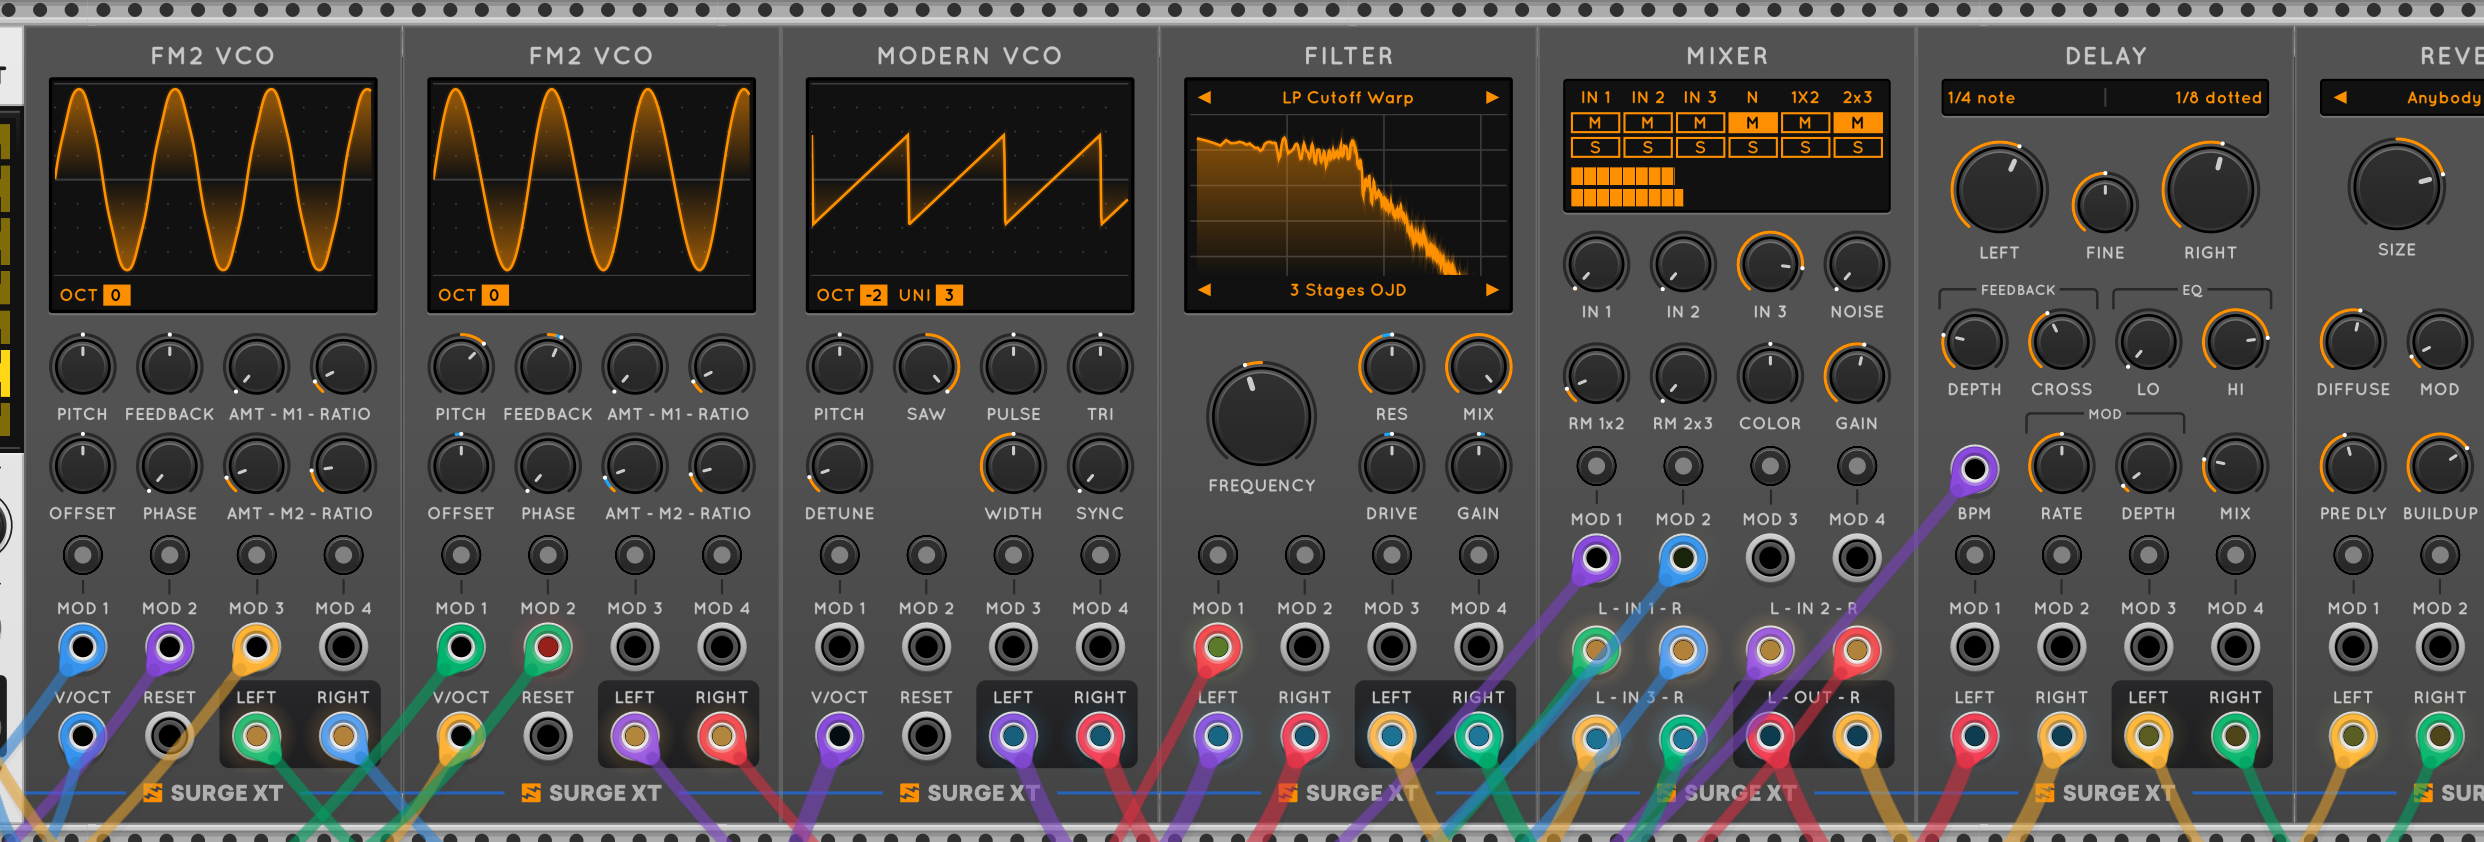 T
FM2 VCO
OCT 0
PITCH FEEDBACK AMT - M1 - RATIO
OFFSET PHASE AMT - M2 - RATIO
MOD 1 MOD 2 MOD 3 MOD 4
V/OCT RESET LEFT RIGHT
SURGE XT
FM2 VCO
OCT 0
PITCH FEEDBACK AMT - M1 - RATIO
OFFSET PHASE AMT - M2 - RATIO
MOD 1 MOD 2 MOD 3 MOD 4
V/OCT RESET LEFT RIGHT
SURGE XT
MODERN VCO
OCT -2 UNI 3
PITCH SAW PULSE TRI
DETUNE WIDTH SYNC
MOD 1 MOD 2 MOD 3 MOD 4
V/OCT RESET LEFT RIGHT
SURGE XT
FILTER
LP Cutoff Warp
3 Stages OJD
RES MIX
FREQUENCY
DRIVE GAIN
MOD 1 MOD 2 MOD 3 MOD 4
LEFT RIGHT LEFT RIGHT
SURGE XT
MIXER
IN 1 IN 2 IN 3 N 1X2 2x3
M M M M M M
S S S S S S
IN 1 IN 2 IN 3 NOISE
RM 1x2 RM 2x3 COLOR GAIN
MOD 1 MOD 2 MOD 3 MOD 4
L - IN 1 - R L - IN 2 - R
L - IN 3 - R L - OUT - R
SURGE XT
DELAY
1/4 note 1/8 dotted
LEFT FINE RIGHT
FEEDBACK EQ
DEPTH CROSS LO HI
MOD
BPM RATE DEPTH MIX
MOD 1 MOD 2 MOD 3 MOD 4
LEFT RIGHT LEFT RIGHT
SURGE XT
REVE
Anybody
SIZE
DIFFUSE MOD
PRE DLY BUILDUP
MOD 1 MOD 2
LEFT RIGHT
SUR